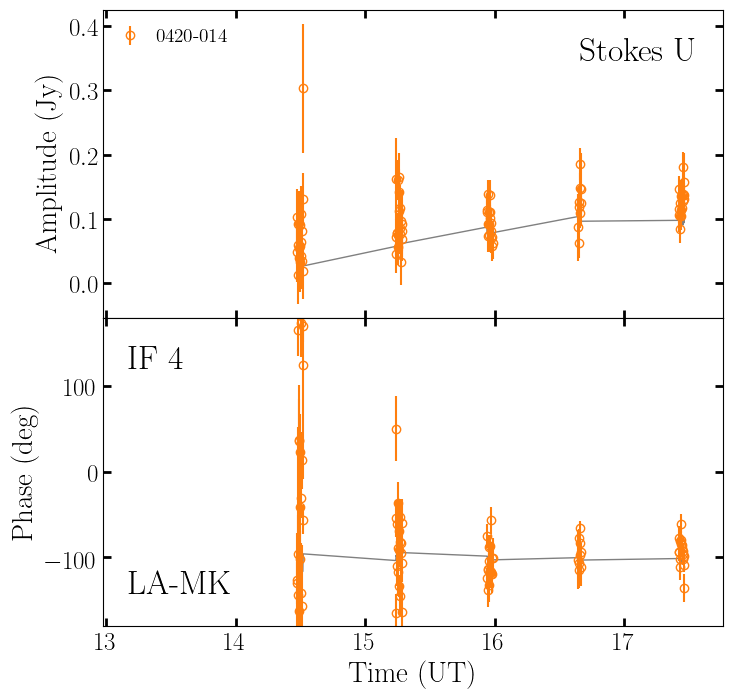 0420-014
Stokes U
0.4
0.3
0.2
0.1
0.0
Amplitude (Jy)
IF 4
100
0
−100
Phase (deg)
LA-MK
13 14 15 16 17
Time (UT)